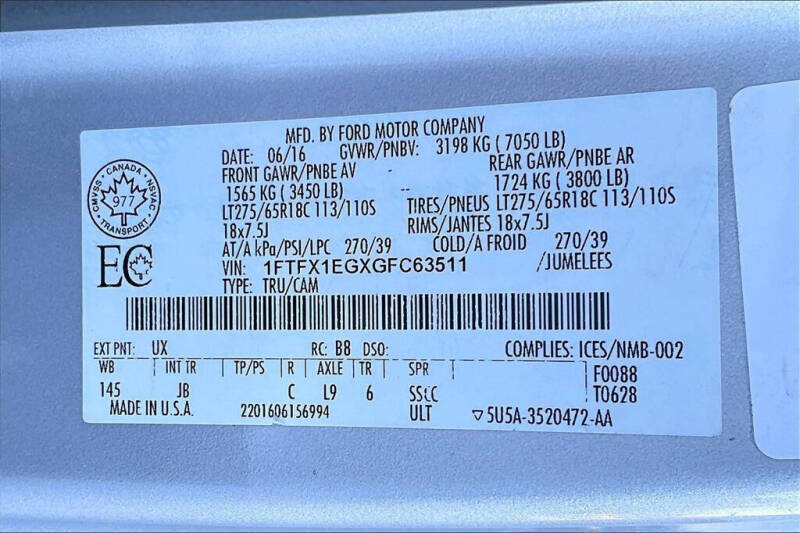 MFD. BY FORD MOTOR COMPANY
DATE: 06/16 GVWR/PNBV: 3198 KG ( 7050 LB)
FRONT GAWR/PNBE AV REAR GAWR/PNBE AR
1565 KG ( 3450 LB) 1724 KG ( 3800 LB)
LT275/65R18C 113/110S TIRES/PNEUS LT275/65R18C 113/110S
18x7.5J RIMS/JANTES 18x7.5J
AT/A kPa/PSI/LPC 270/39 COLD/A FROID 270/39
VIN: 1FTFX1EGXGFC63511 /JUMELEES
TYPE: TRU/CAM
CANADA
CMVSS NSVAC
977
TRANSPORT
EC
EXT PNT: UX RC: B8 DSO: COMPLIES: ICES/NMB-002
WB INT TR TP/PS R AXLE TR SPR F0088
145 JB C L9 6 SSCC T0628
MADE IN U.S.A. 2201606156994 ULT ▽5U5A-3520472-AA